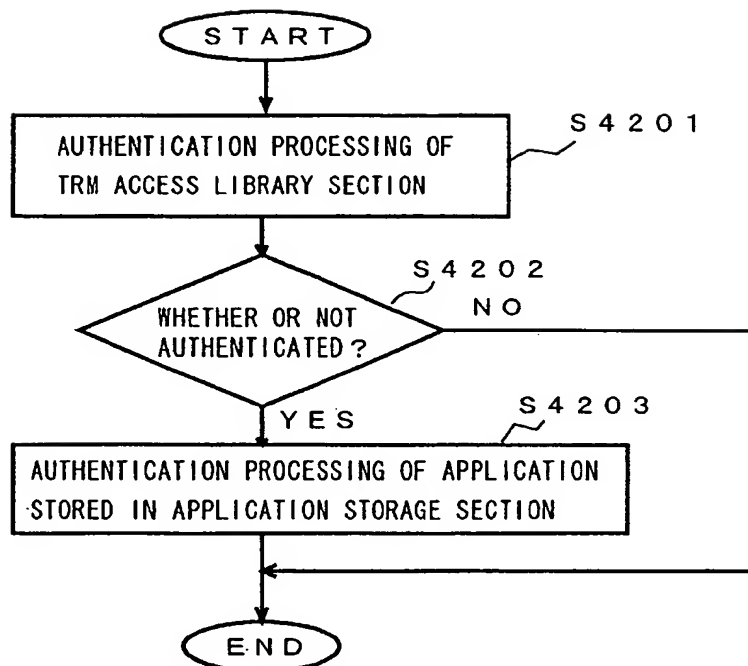 START
S4201
AUTHENTICATION PROCESSING OF
TRM ACCESS LIBRARY SECTION
S4202
NO
WHETHER OR NOT
AUTHENTICATED?
YES
S4203
AUTHENTICATION PROCESSING OF APPLICATION
STORED IN APPLICATION STORAGE SECTION
END